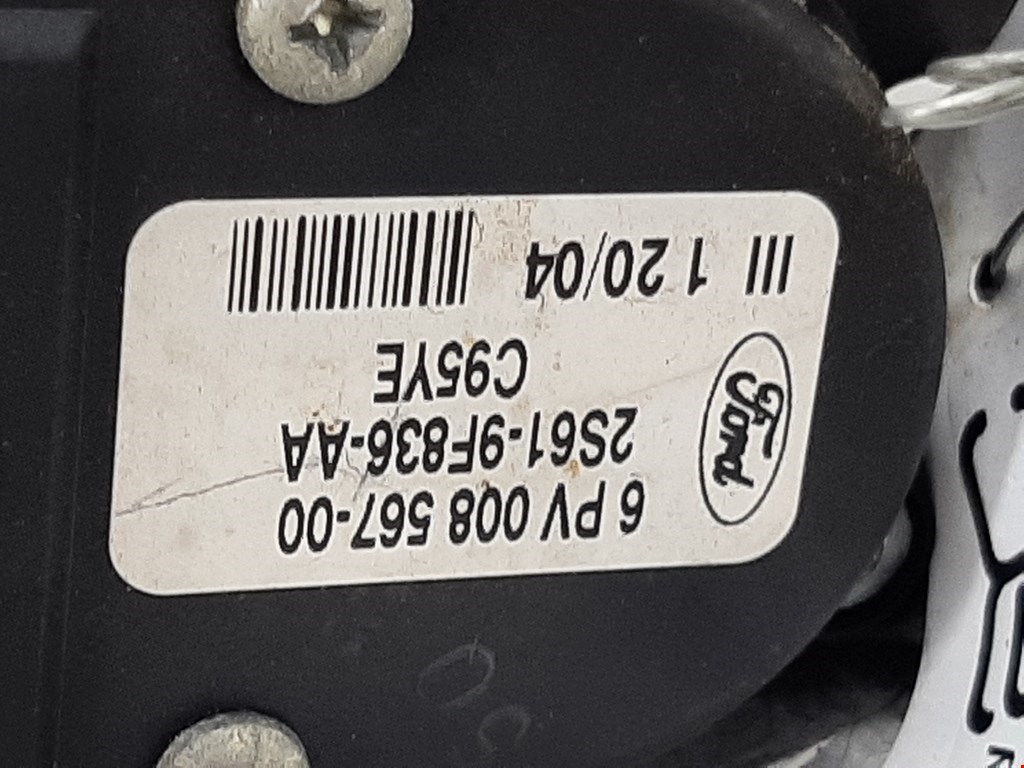 Ford
6 PV 008 567-00
2S61-9F836-AA
C95YE
III 1 20/04